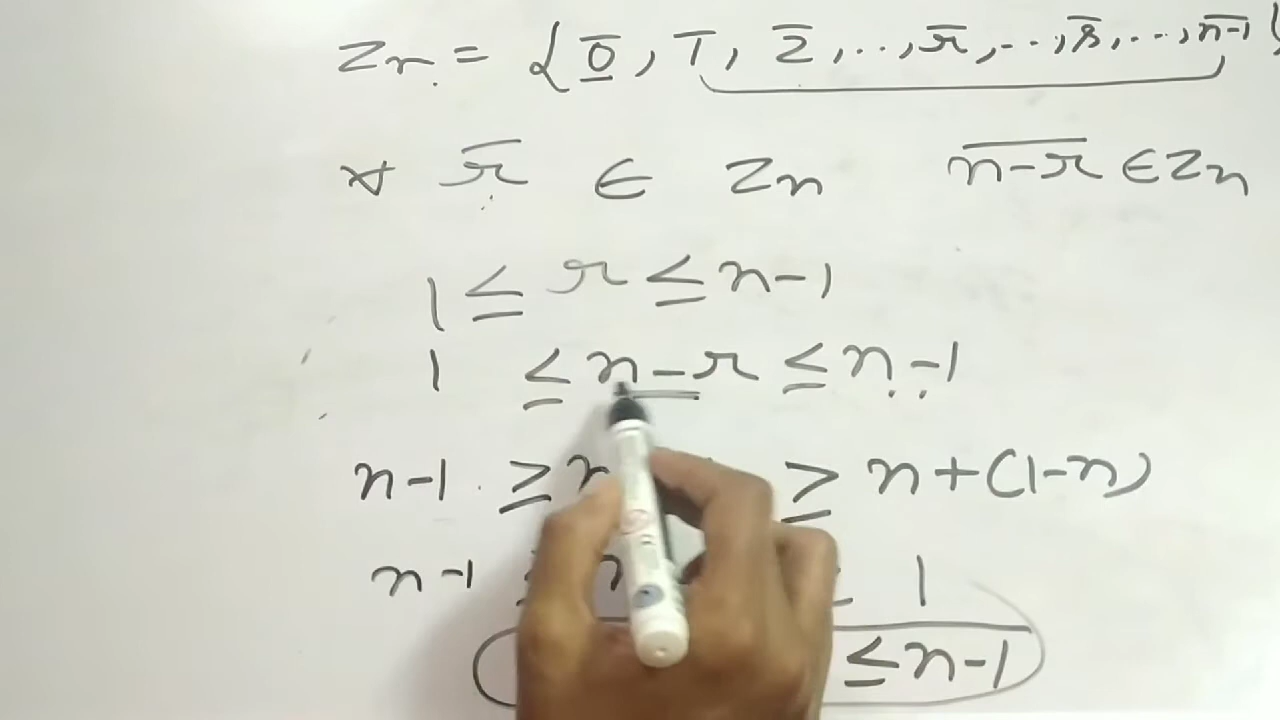 Zn = { 0̅, 1̅, 2̅, .., r̅, .., s̅, .., n̅-̅1̅ }
∀ r̅ ∈ Zn n̅-̅r̅ ∈ Zn
1 ≤ r ≤ n-1
1 ≤ n-r ≤ n-1
n-1 ≥ ≥ n+(1-n)
n-1 1
≤ n-1